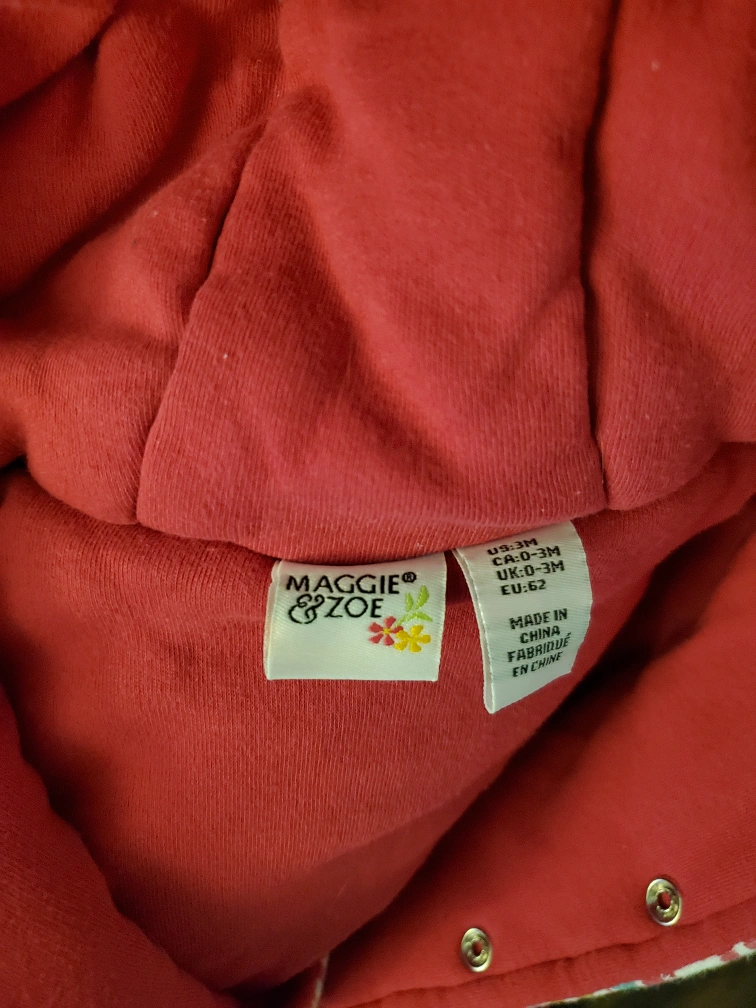 MAGGIE®
& ZOE
US:3M
CA:0-3M
UK:0-3M
EU:62
MADE IN
CHINA
FABRIQUÉ
EN CHINE